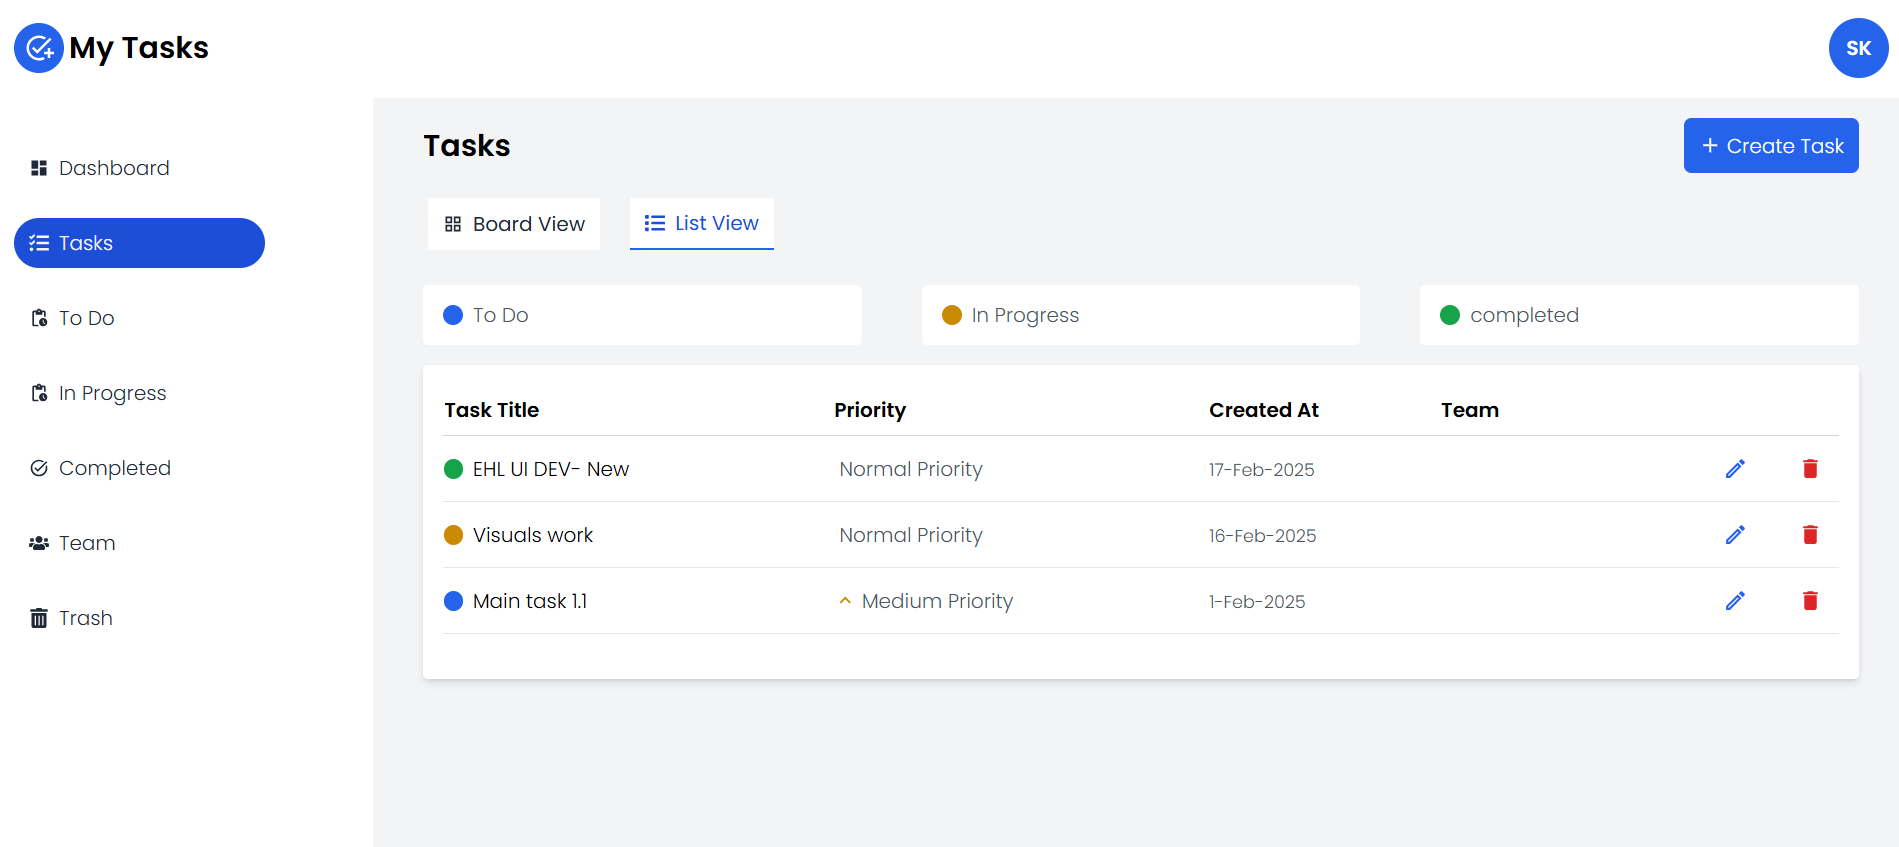 My Tasks
SK
Dashboard
Tasks
To Do
In Progress
Completed
Team
Trash
Tasks
+ Create Task
Board View
List View
To Do
In Progress
completed
Task Title Priority Created At Team
EHL UI DEV- New Normal Priority 17-Feb-2025
Visuals work Normal Priority 16-Feb-2025
Main task 1.1 Medium Priority 1-Feb-2025